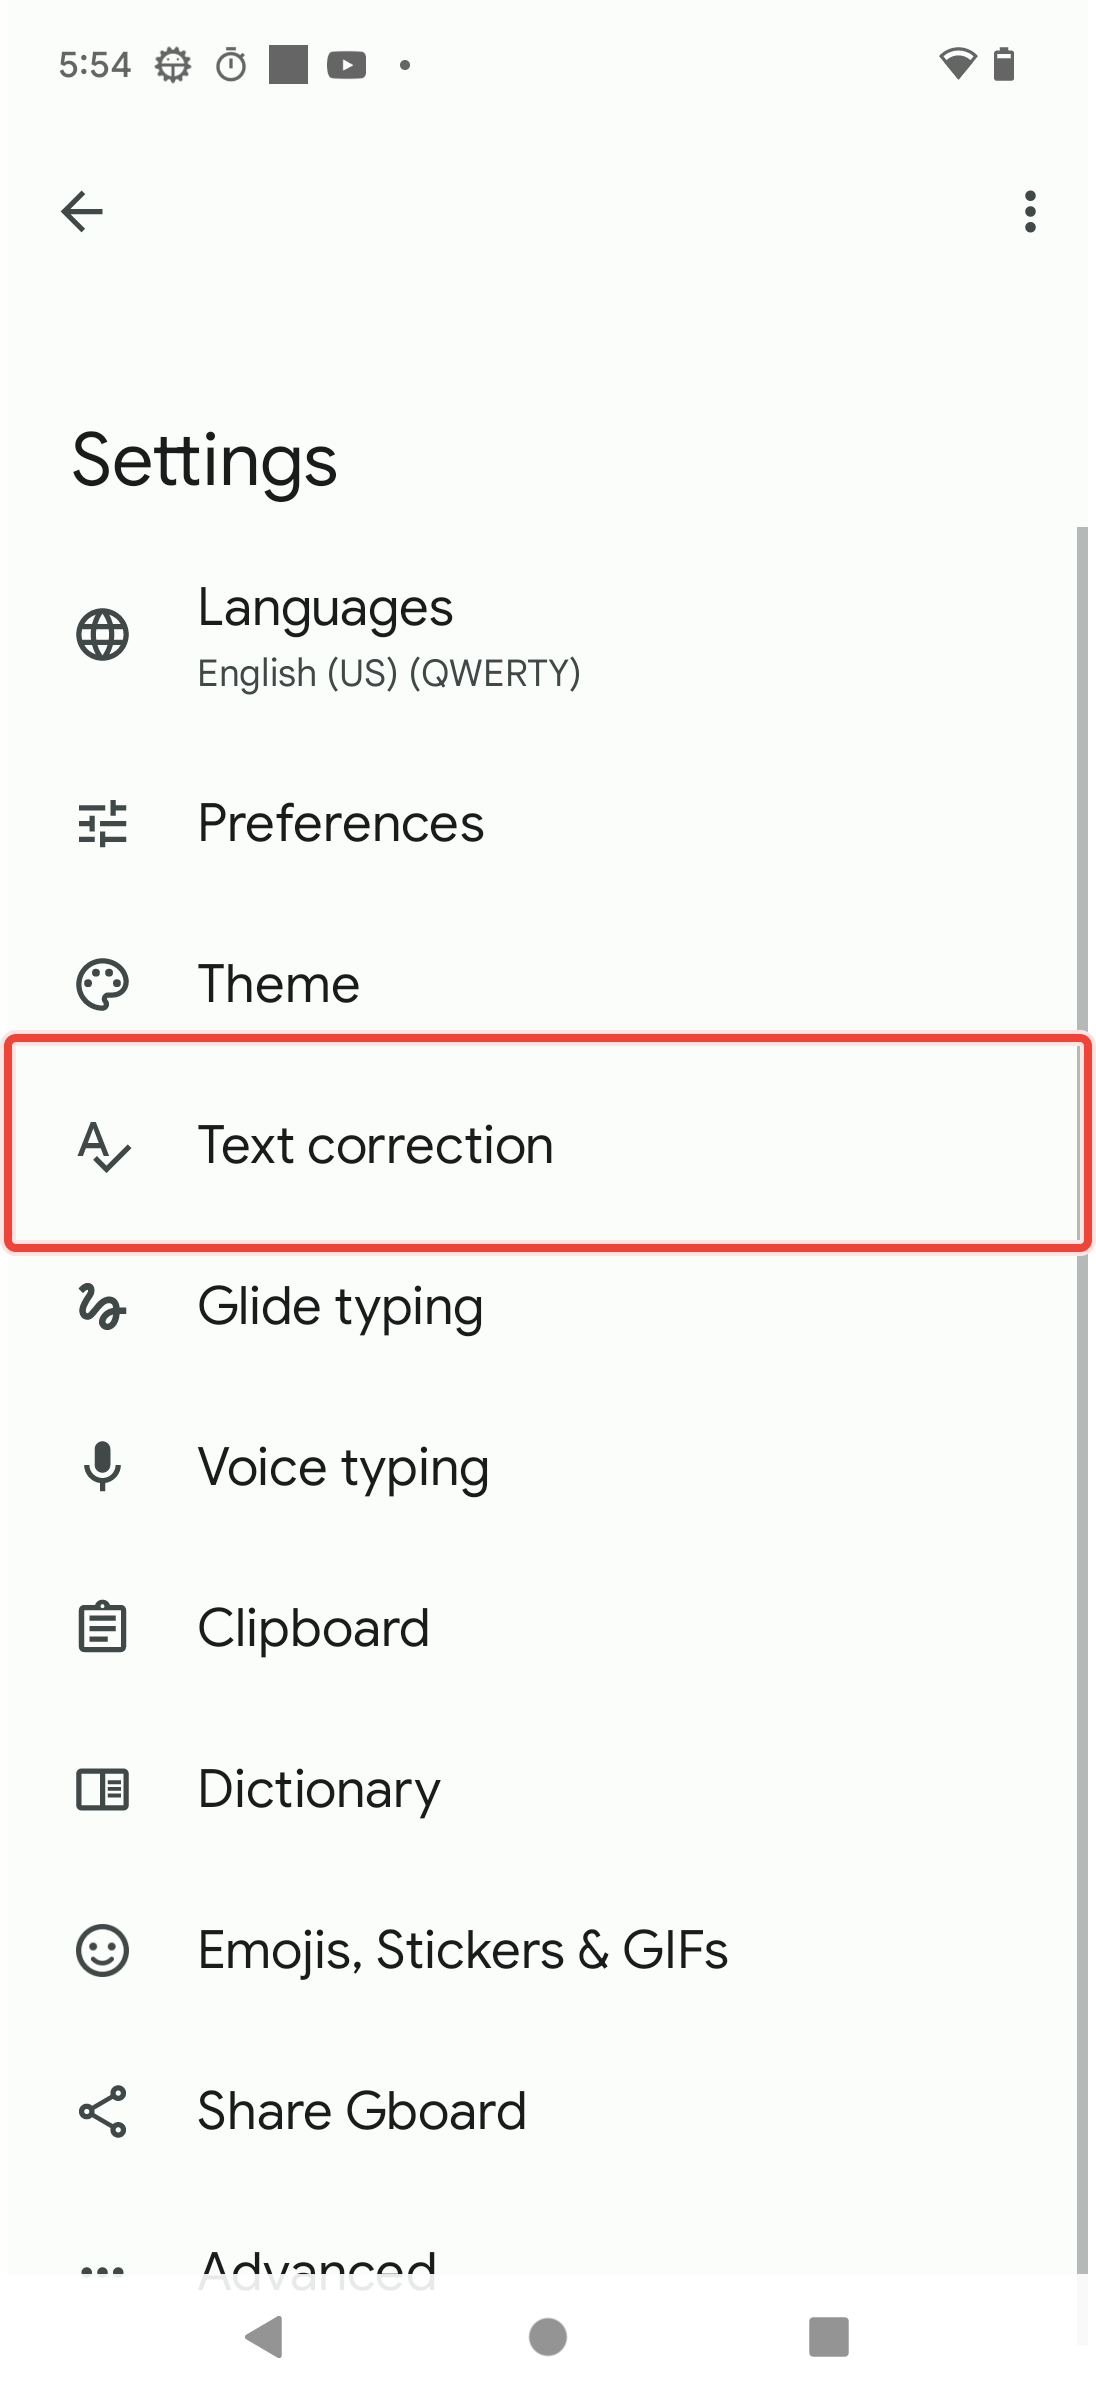 5:54
Settings
Languages
English (US) (QWERTY)
Preferences
Theme
Text correction
Glide typing
Voice typing
Clipboard
Dictionary
Emojis, Stickers & GIFs
Share Gboard
Advanced